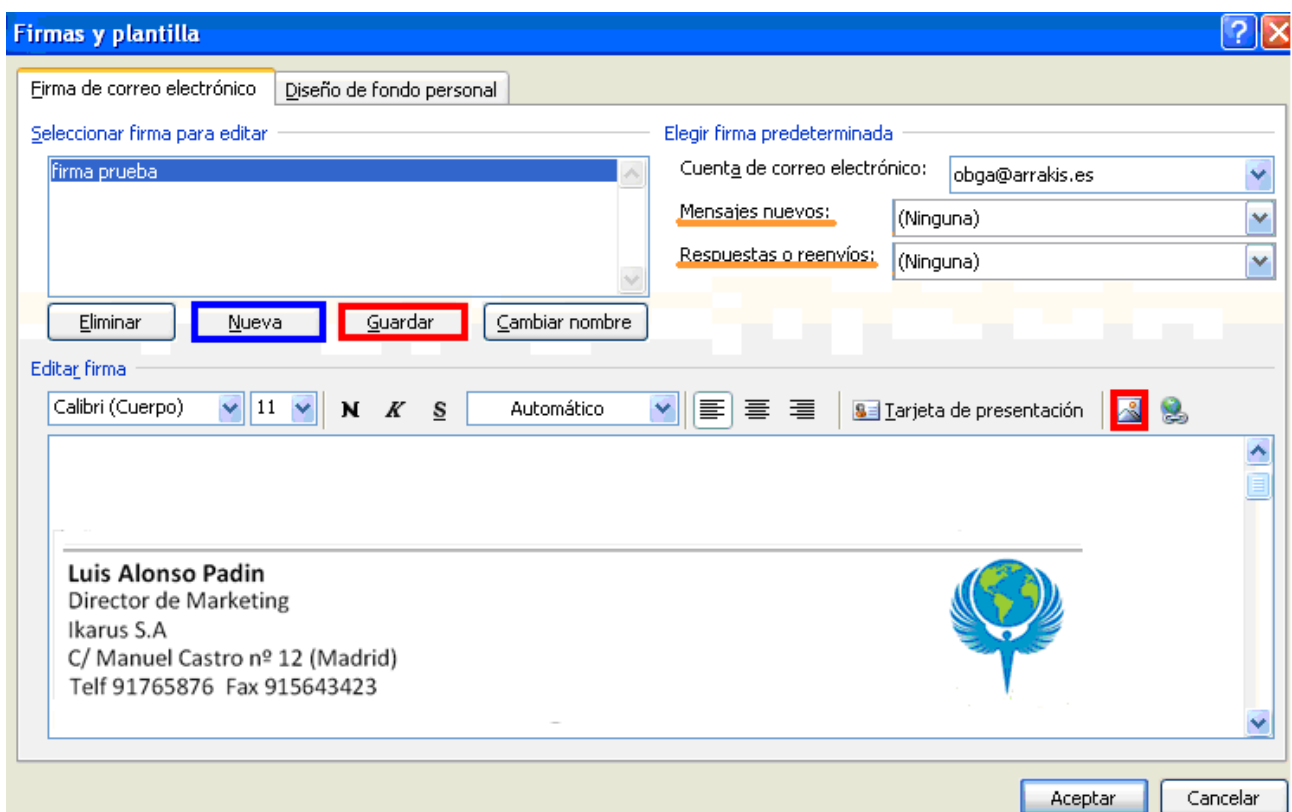 Firmas y plantilla
Firma de correo electrónico
Diseño de fondo personal
Seleccionar firma para editar
firma prueba
Eliminar
Nueva
Guardar
Cambiar nombre
Elegir firma predeterminada
Cuenta de correo electrónico:
obga@arrakis.es
Mensajes nuevos:
(Ninguna)
Respuestas o reenvíos:
(Ninguna)
Editar firma
Calibri (Cuerpo)
11
N K S
Automático
Tarjeta de presentación
Luis Alonso Padin
Director de Marketing
Ikarus S.A
C/ Manuel Castro nº 12 (Madrid)
Telf 91765876 Fax 915643423
Aceptar
Cancelar